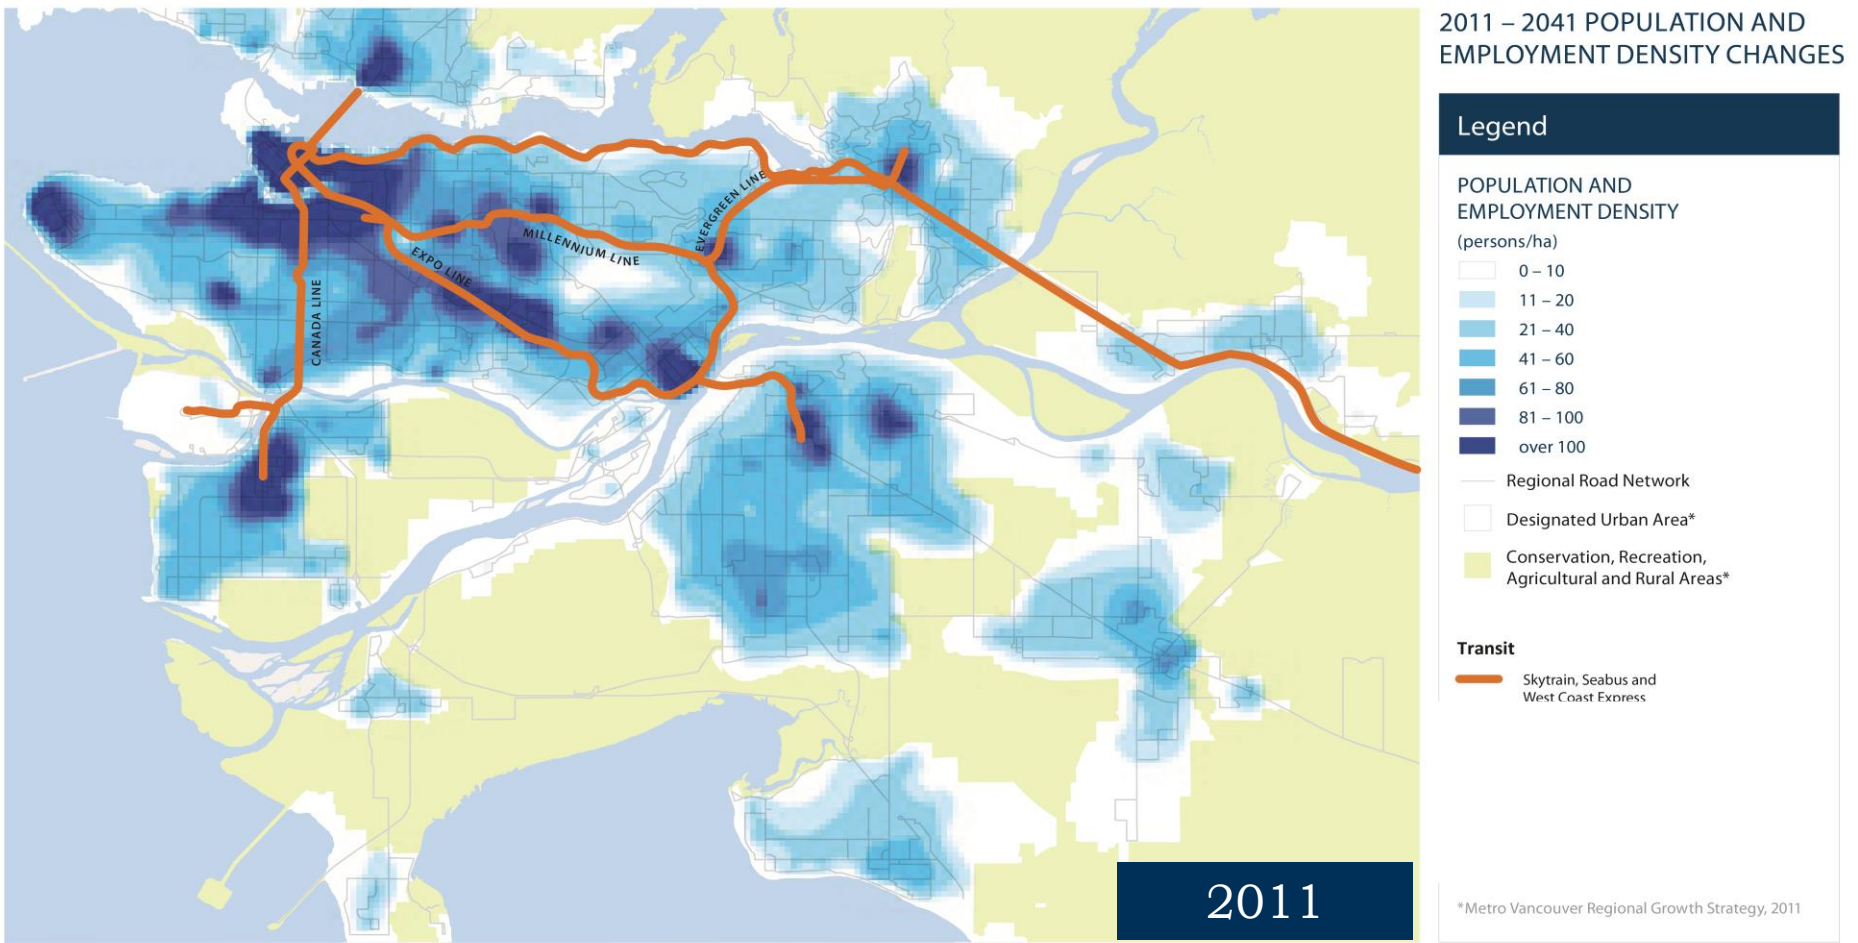 2011 – 2041 POPULATION AND
EMPLOYMENT DENSITY CHANGES
Legend
POPULATION AND
EMPLOYMENT DENSITY
(persons/ha)
0 – 10
11 – 20
21 – 40
41 – 60
61 – 80
81 – 100
over 100
Regional Road Network
Designated Urban Area*
Conservation, Recreation,
Agricultural and Rural Areas*
Transit
Skytrain, Seabus and
West Coast Express
*Metro Vancouver Regional Growth Strategy, 2011
EVERGREEN LINE
MILLENNIUM LINE
EXPO LINE
CANADA LINE
2011